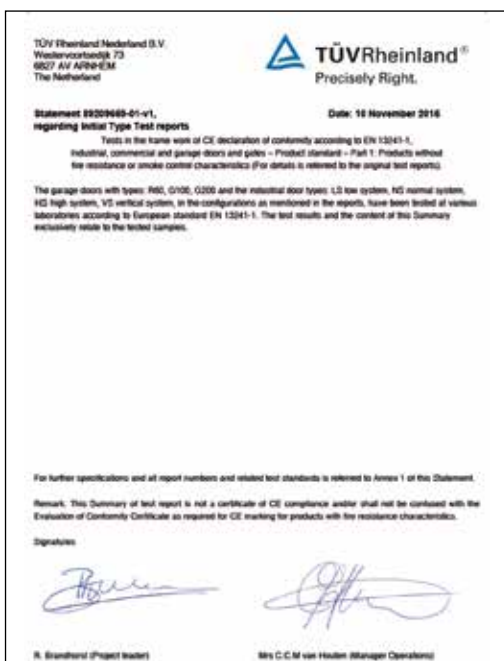 TÜV Rheinland Nederland B.V.
Westervoortsedijk 73
6827 AV ARNHEM
The Netherland
TÜVRheinland®
Precisely Right.
Statement 89209669-01-v1,
regarding Initial Type Test reports
Date: 10 November 2016
Tests in the frame work of CE declaration of conformity according to EN 13241-1,
Industrial, commercial and garage doors and gates – Product standard – Part 1: Products without
fire resistance or smoke control characteristics (For details is referred to the original test reports).
The garage doors with types: R60, G100, G200 and the industrial door types: LS low system, NS normal system,
HS high system, VS vertical system, in the configurations as mentioned in the reports, have been tested at various
laboratories according to European standard EN 13241-1. The test results and the content of this Summary
exclusively relate to the tested samples.
For further specifications and all report numbers and related test standards is referred to Annex 1 of this Statement.
Remark: This Summary of test report is not a certificate of CE compliance and/or shall not be confused with the
Evaluation of Conformity Certificate as required for CE marking for products with fire resistance characteristics.
Signatures
R. Brandhorst (Project leader)
Mrs C.C.M van Houten (Manager Operations)